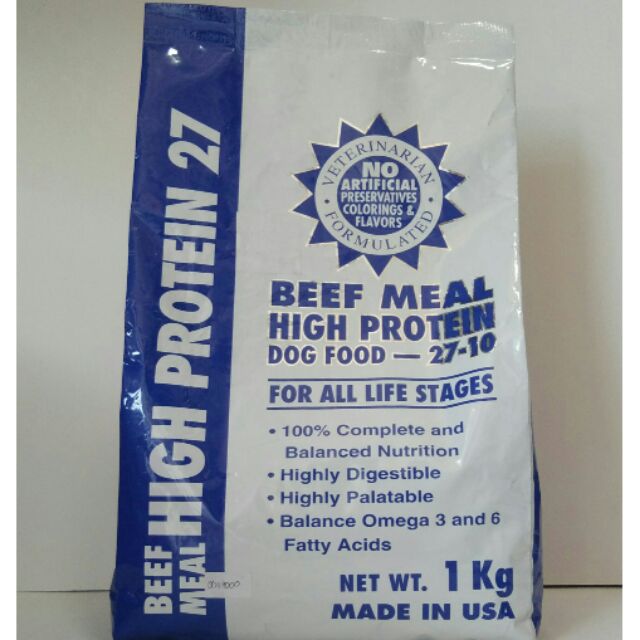 BEEF MEAL HIGH PROTEIN 27
VETERINARIAN
NO
ARTIFICIAL
PRESERVATIVES
COLORINGS &
FLAVORS
FORMULATED
BEEF MEAL
HIGH PROTEIN
DOG FOOD — 27-10
FOR ALL LIFE STAGES
• 100% Complete and
Balanced Nutrition
• Highly Digestible
• Highly Palatable
• Balance Omega 3 and 6
Fatty Acids
NET WT. 1 Kg
MADE IN USA